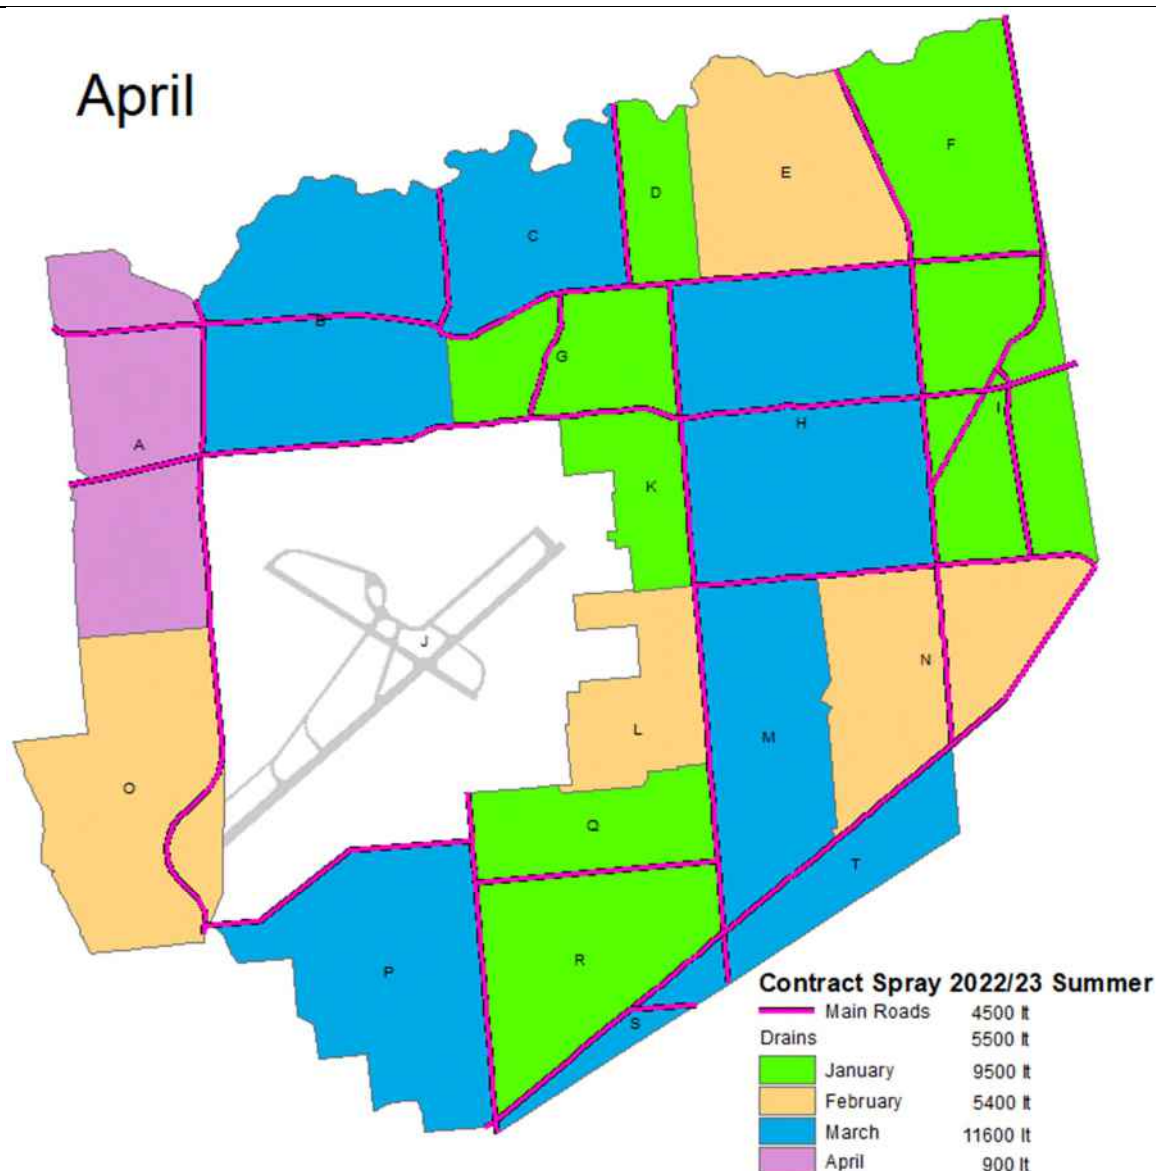 April
F
E
D
C
B
G
H
I
A
K
J
N
L
M
O
Q
T
R
P
S
Contract Spray 2022/23 Summer
Main Roads 4500 lt
Drains 5500 lt
January 9500 lt
February 5400 lt
March 11600 lt
April 900 lt